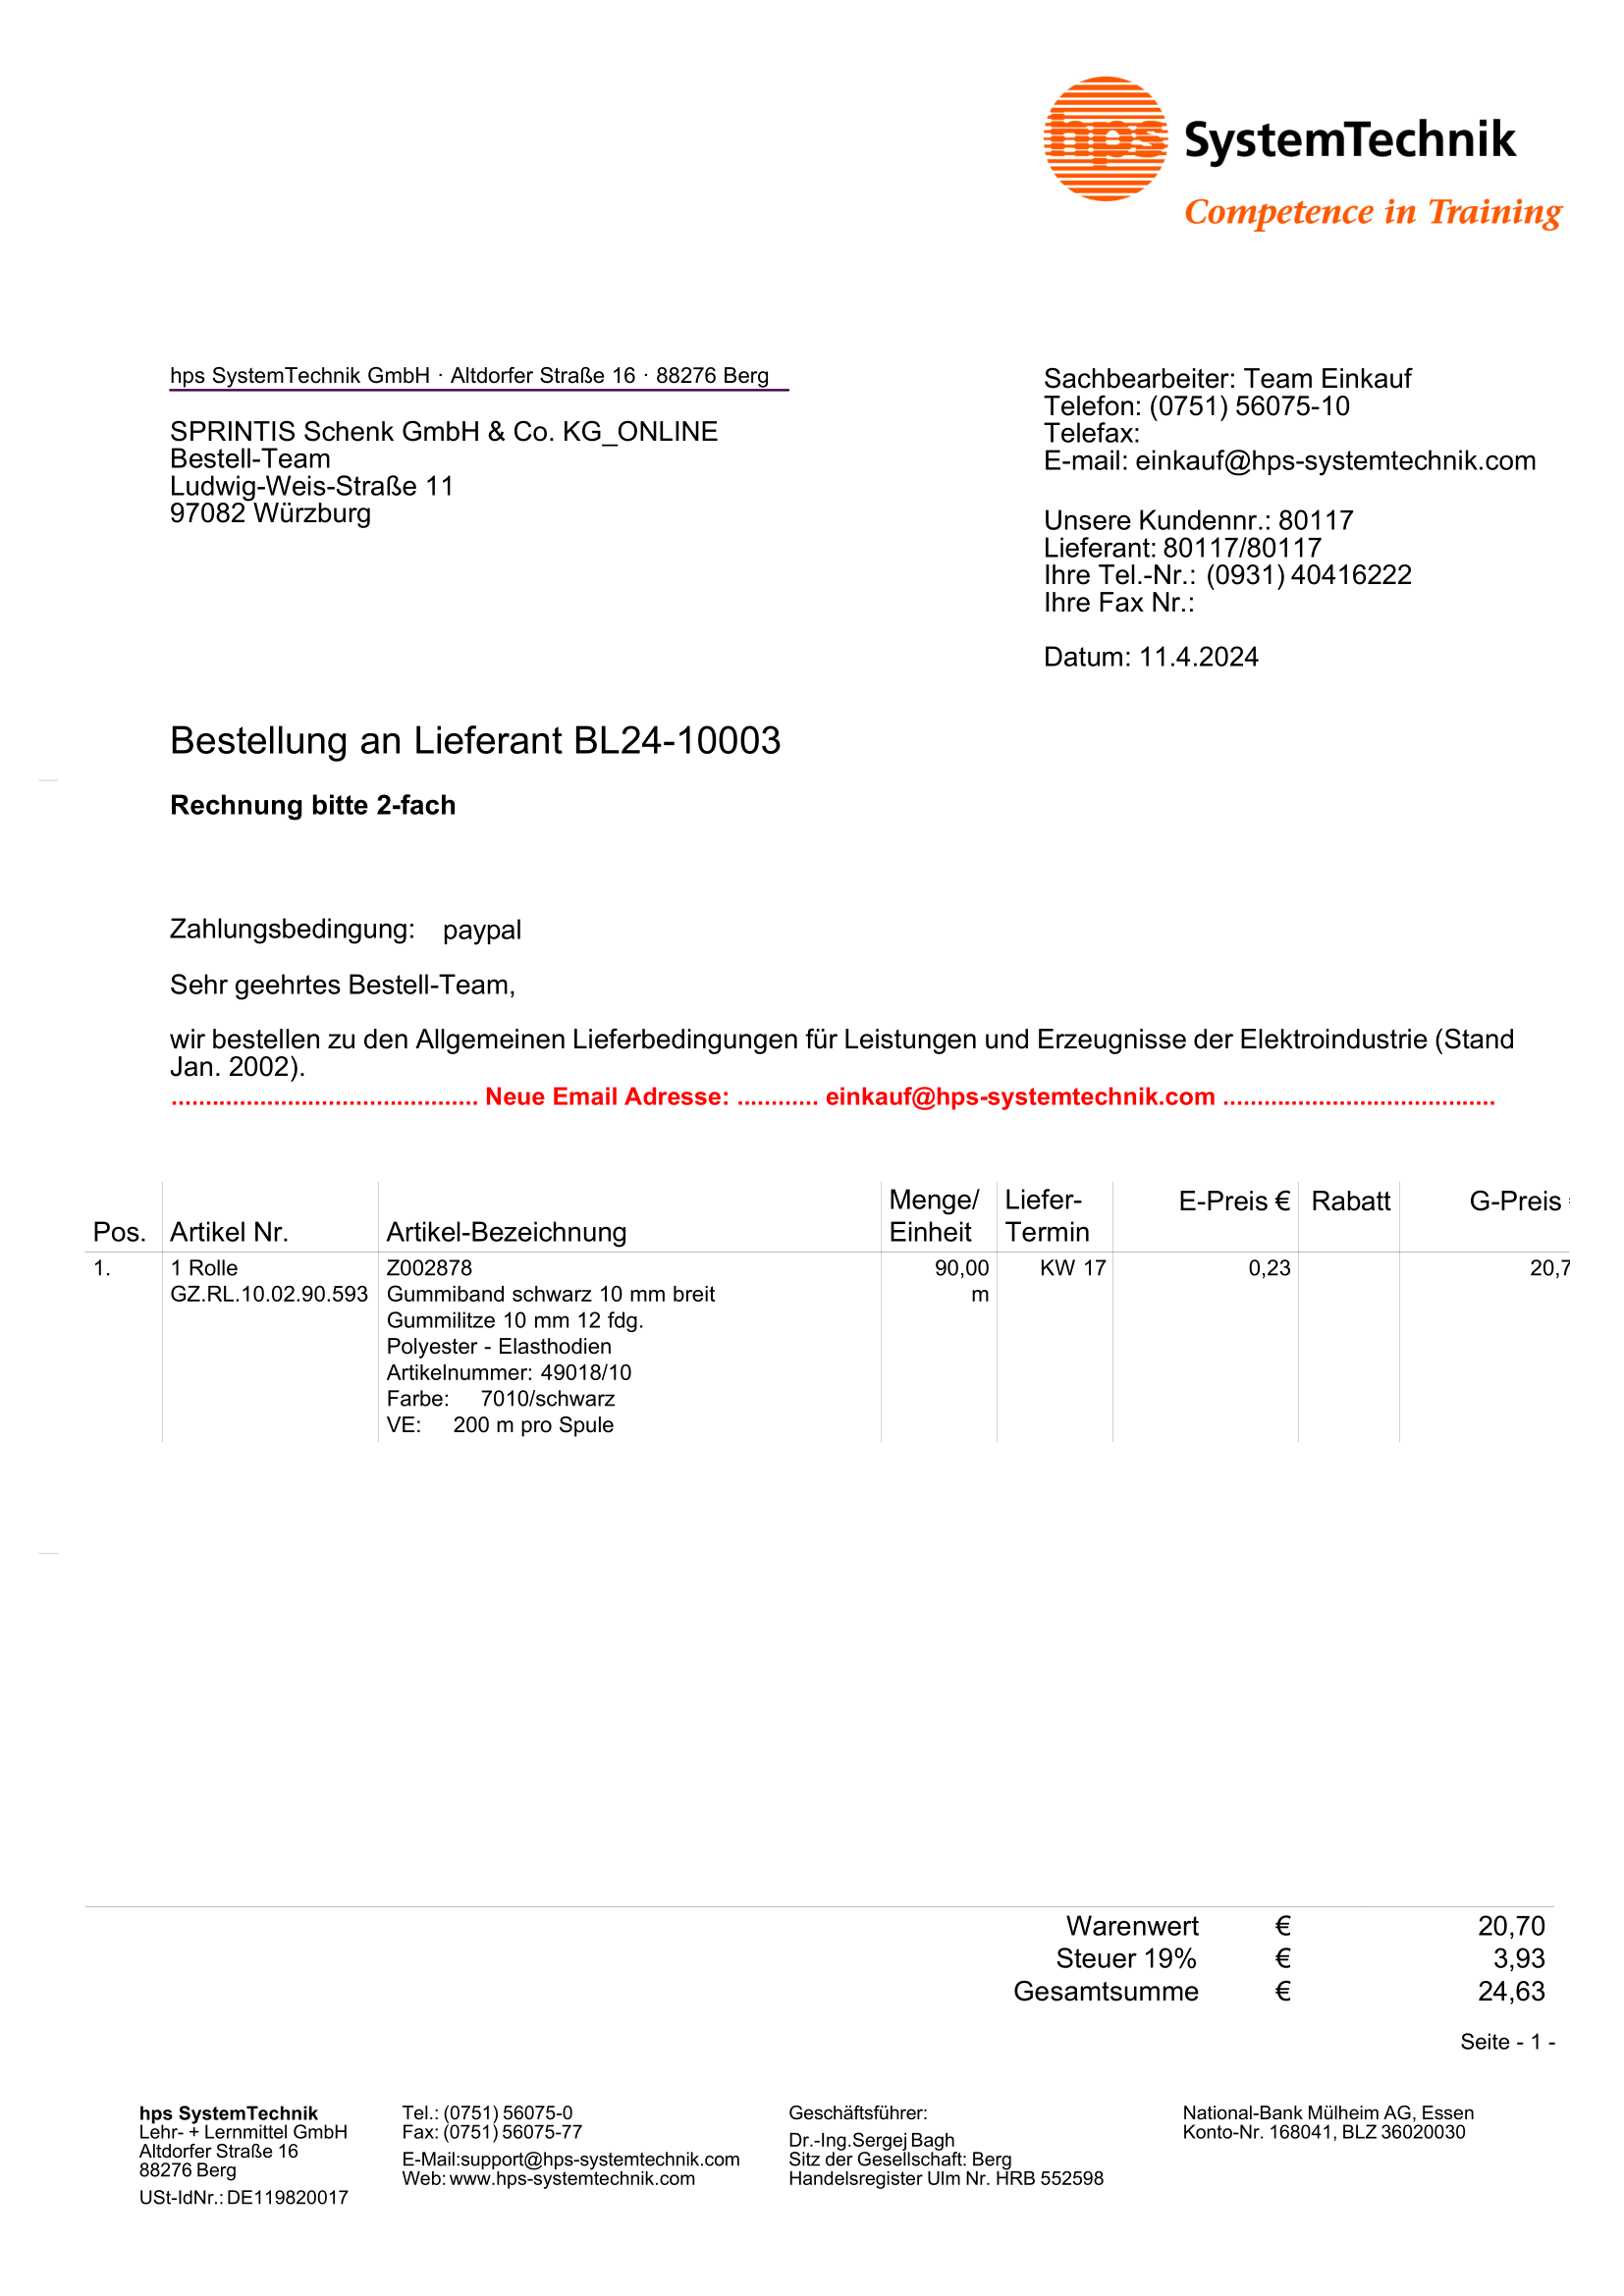 hps SystemTechnik
Competence in Training
hps SystemTechnik GmbH · Altdorfer Straße 16 · 88276 Berg
SPRINTIS Schenk GmbH & Co. KG_ONLINE
Bestell-Team
Ludwig-Weis-Straße 11
97082 Würzburg
Sachbearbeiter: Team Einkauf
Telefon: (0751) 56075-10
Telefax:
E-mail: einkauf@hps-systemtechnik.com
Unsere Kundennr.: 80117
Lieferant: 80117/80117
Ihre Tel.-Nr.: (0931) 40416222
Ihre Fax Nr.:
Datum: 11.4.2024
Bestellung an Lieferant BL24-10003
Rechnung bitte 2-fach
Zahlungsbedingung: paypal
Sehr geehrtes Bestell-Team,
wir bestellen zu den Allgemeinen Lieferbedingungen für Leistungen und Erzeugnisse der Elektroindustrie (Stand
Jan. 2002).
............................................. Neue Email Adresse: ............ einkauf@hps-systemtechnik.com ........................................
Menge/ Liefer- E-Preis € Rabatt G-Preis
Pos. Artikel Nr. Artikel-Bezeichnung Einheit Termin
1. 1 Rolle Z002878 90,00 KW 17 0,23 20,7
GZ.RL.10.02.90.593 Gummiband schwarz 10 mm breit m
Gummilitze 10 mm 12 fdg.
Polyester - Elasthodien
Artikelnummer: 49018/10
Farbe: 7010/schwarz
VE: 200 m pro Spule
Warenwert € 20,70
Steuer 19% € 3,93
Gesamtsumme € 24,63
Seite - 1 -
hps SystemTechnik
Lehr- + Lernmittel GmbH
Altdorfer Straße 16
88276 Berg
USt-IdNr.: DE119820017
Tel.: (0751) 56075-0
Fax: (0751) 56075-77
E-Mail:support@hps-systemtechnik.com
Web: www.hps-systemtechnik.com
Geschäftsführer:
Dr.-Ing.Sergej Bagh
Sitz der Gesellschaft: Berg
Handelsregister Ulm Nr. HRB 552598
National-Bank Mülheim AG, Essen
Konto-Nr. 168041, BLZ 36020030